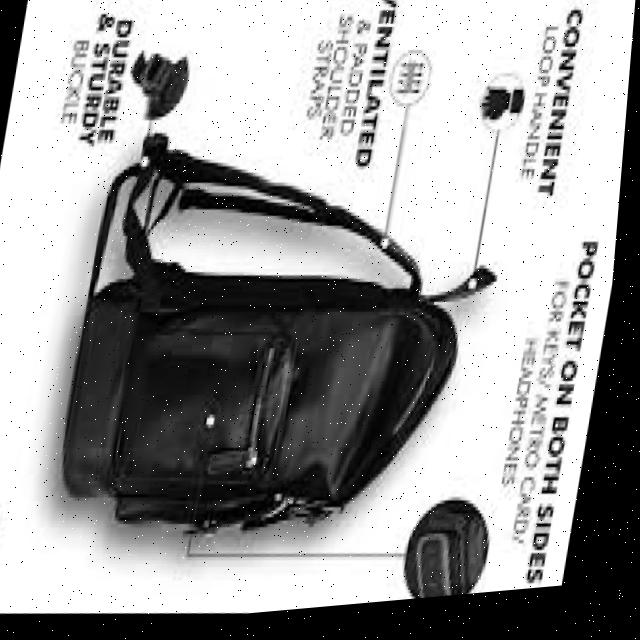 CONVENIENT
LOOP HANDLE
POCKET ON BOTH SIDES
FOR KEYS/ METRO CARD/
HEADPHONES
VENTILATED
& PADDED
SHOULDER
STRAPS
DURABLE
& STURDY
BUCKLE